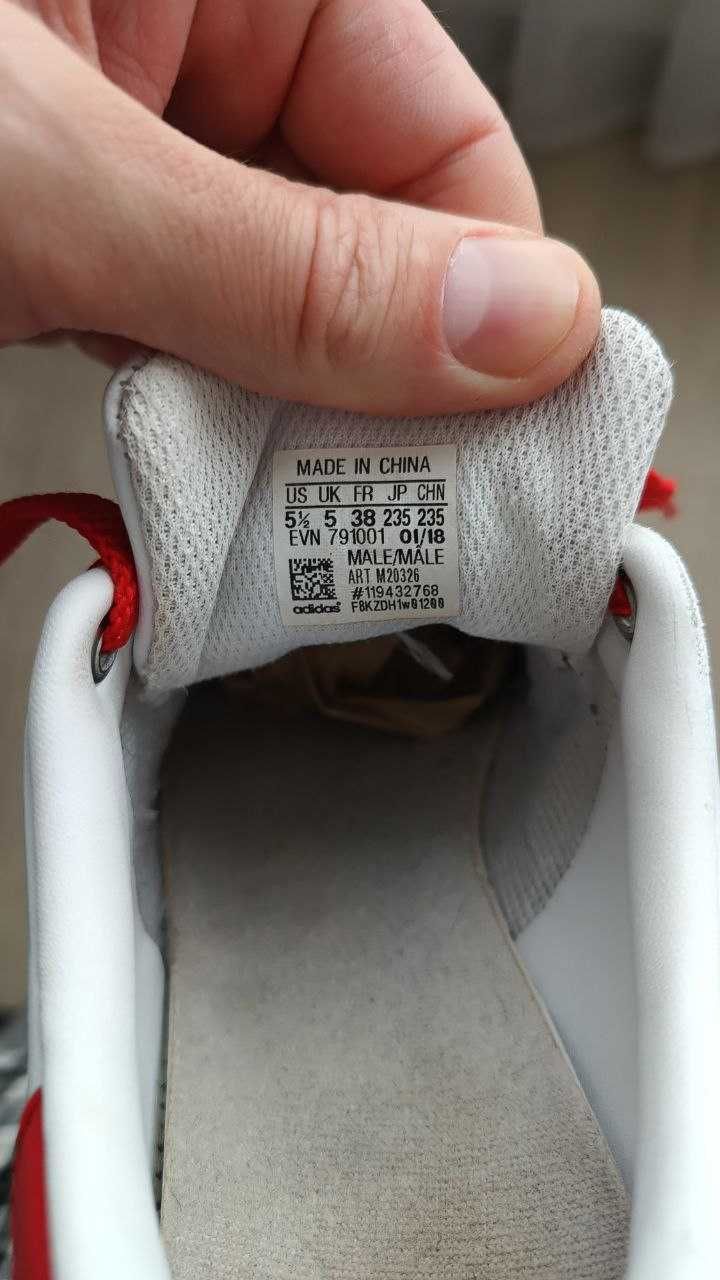 MADE IN CHINA
US UK FR JP CHN
5½ 5 38 235 235
EVN 791001 01/18
MALE/MÂLE
ART M20326
#119432768
adidas® FBKZDH1w01200